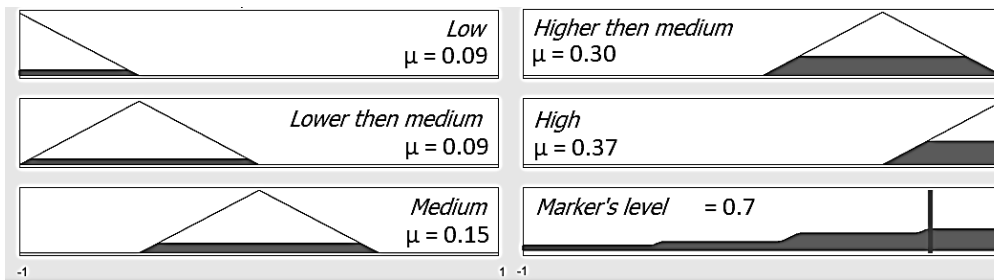 Low
μ = 0.09
Lower then medium
μ = 0.09
Medium
μ = 0.15
-1
1
Higher then medium
μ = 0.30
High
μ = 0.37
Marker's level = 0.7
-1